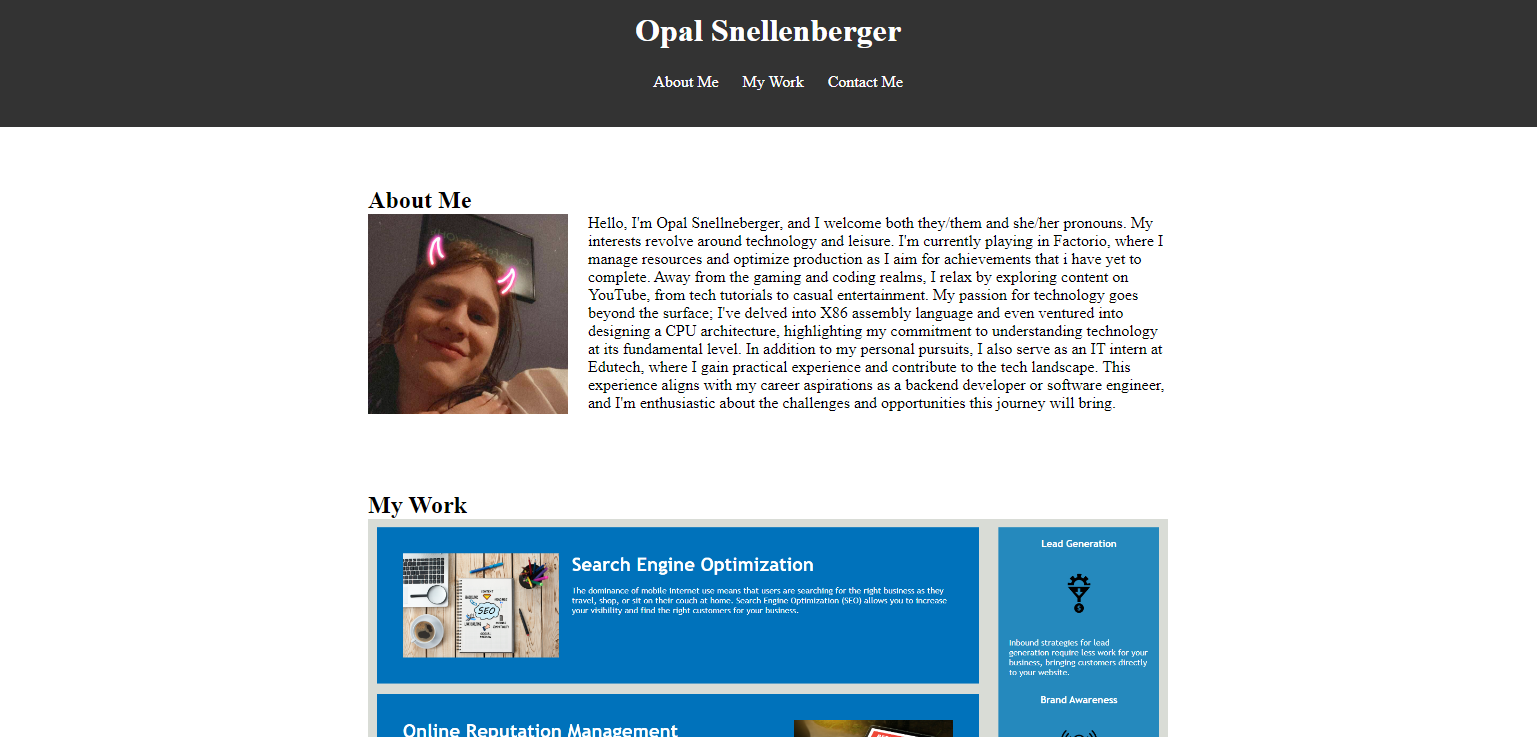 Opal Snellenberger
About Me My Work Contact Me
About Me
Hello, I'm Opal Snellneberger, and I welcome both they/them and she/her pronouns. My
interests revolve around technology and leisure. I'm currently playing in Factorio, where I
manage resources and optimize production as I aim for achievements that i have yet to
complete. Away from the gaming and coding realms, I relax by exploring content on
YouTube, from tech tutorials to casual entertainment. My passion for technology goes
beyond the surface; I've delved into X86 assembly language and even ventured into
designing a CPU architecture, highlighting my commitment to understanding technology
at its fundamental level. In addition to my personal pursuits, I also serve as an IT intern at
Edutech, where I gain practical experience and contribute to the tech landscape. This
experience aligns with my career aspirations as a backend developer or software engineer,
and I'm enthusiastic about the challenges and opportunities this journey will bring.
My Work
SEO
Search Engine Optimization
The dominance of mobile internet use means that users are searching for the right business as they
travel, shop, or sit on their couch at home. Search Engine Optimization (SEO) allows you to increase
your visibility and find the right customers for your business.
Online Reputation Management
Lead Generation
Inbound strategies for lead
generation require less work for your
business, bringing customers directly
to your website.
Brand Awareness